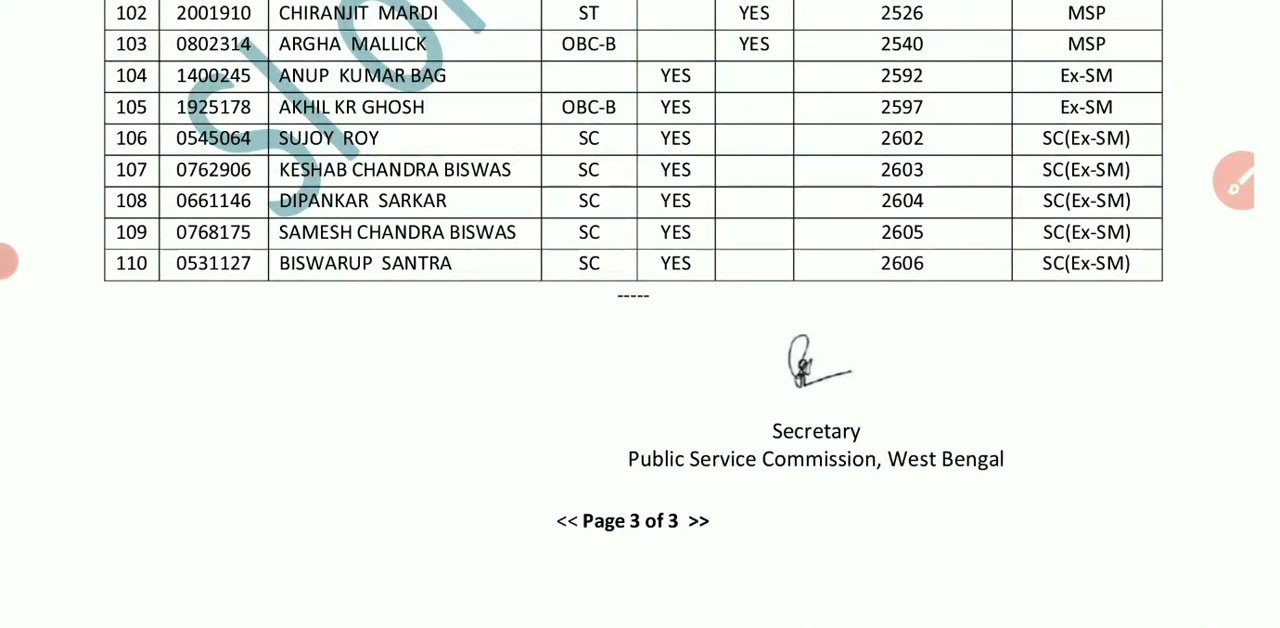 102 2001910 CHIRANJIT MARDI ST YES 2526 MSP
103 0802314 ARGHA MALLICK OBC-B YES 2540 MSP
104 1400245 ANUP KUMAR BAG YES 2592 Ex-SM
105 1925178 AKHIL KR GHOSH OBC-B YES 2597 Ex-SM
106 0545064 SUJOY ROY SC YES 2602 SC(Ex-SM)
107 0762906 KESHAB CHANDRA BISWAS SC YES 2603 SC(Ex-SM)
108 0661146 DIPANKAR SARKAR SC YES 2604 SC(Ex-SM)
109 0768175 SAMESH CHANDRA BISWAS SC YES 2605 SC(Ex-SM)
110 0531127 BISWARUP SANTRA SC YES 2606 SC(Ex-SM)
-----
Secretary
Public Service Commission, West Bengal
<< Page 3 of 3 >>